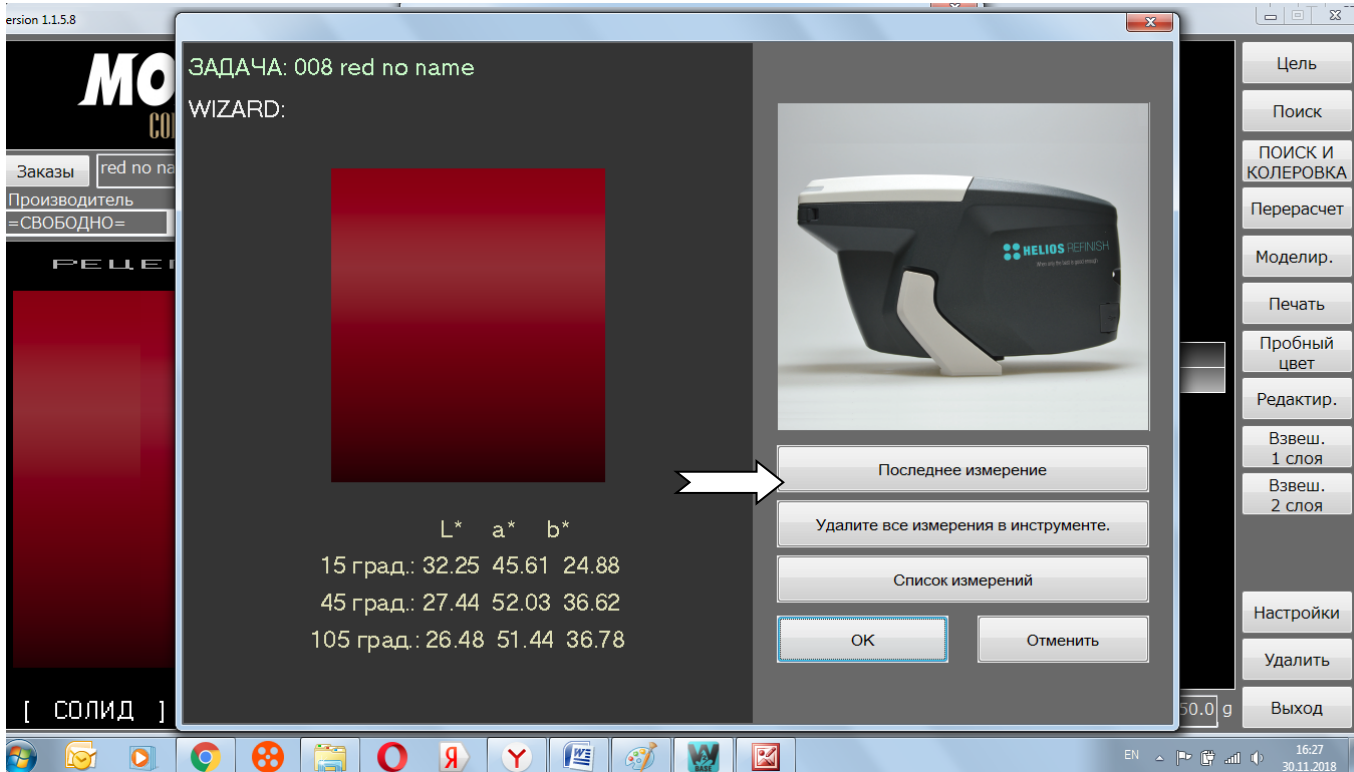 ersion 1.1.5.8
MO
CO
Заказы
red no na
Производитель
=СВОБОДНО=
РЕЦЕ
[ СОЛИД ]
ЗАДАЧА: 008 red no name
WIZARD:
L* a* b*
15 град.: 32.25 45.61 24.88
45 град.: 27.44 52.03 36.62
105 град.: 26.48 51.44 36.78
HELIOS REFINISH
Последнее измерение
Удалите все измерения в инструменте.
Список измерений
OK
Отменить
Цель
Поиск
ПОИСК И
КОЛЕРОВКА
Перерасчет
Моделир.
Печать
Пробный
цвет
Редактир.
Взвеш.
1 слоя
Взвеш.
2 слоя
Настройки
Удалить
Выход
50.0 g
BASE
EN
16:27
30.11.2018